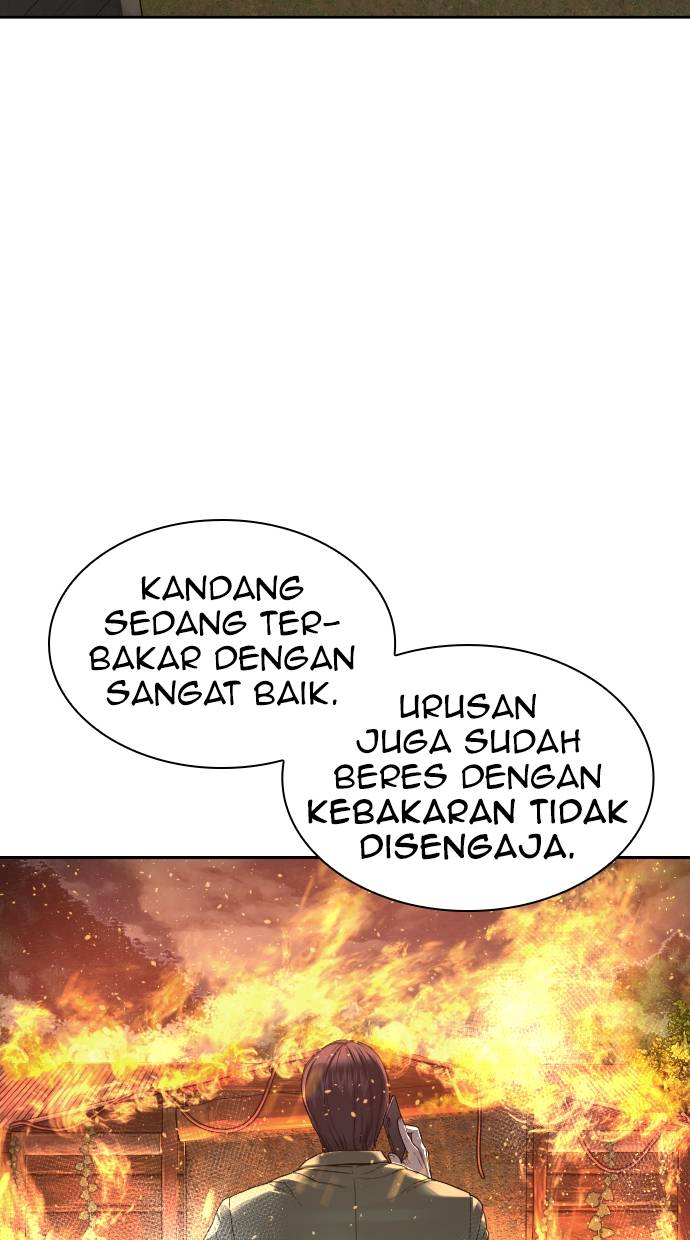 KANDANG
SEDANG TER-
BAKAR DENGAN
SANGAT BAIK.
URUSAN
JUGA SUDAH
BERES DENGAN
KEBAKARAN TIDAK
DISENGAJA.